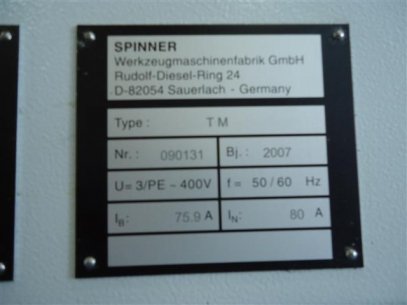 SPINNER
Werkzeugmaschinenfabrik GmbH
Rudolf-Diesel-Ring 24
D-82054 Sauerlach - Germany
Type : TM
Nr.: 090131 Bj.: 2007
U= 3/PE ~ 400V f = 50/60 Hz
IB: 75.9 A IN: 80 A